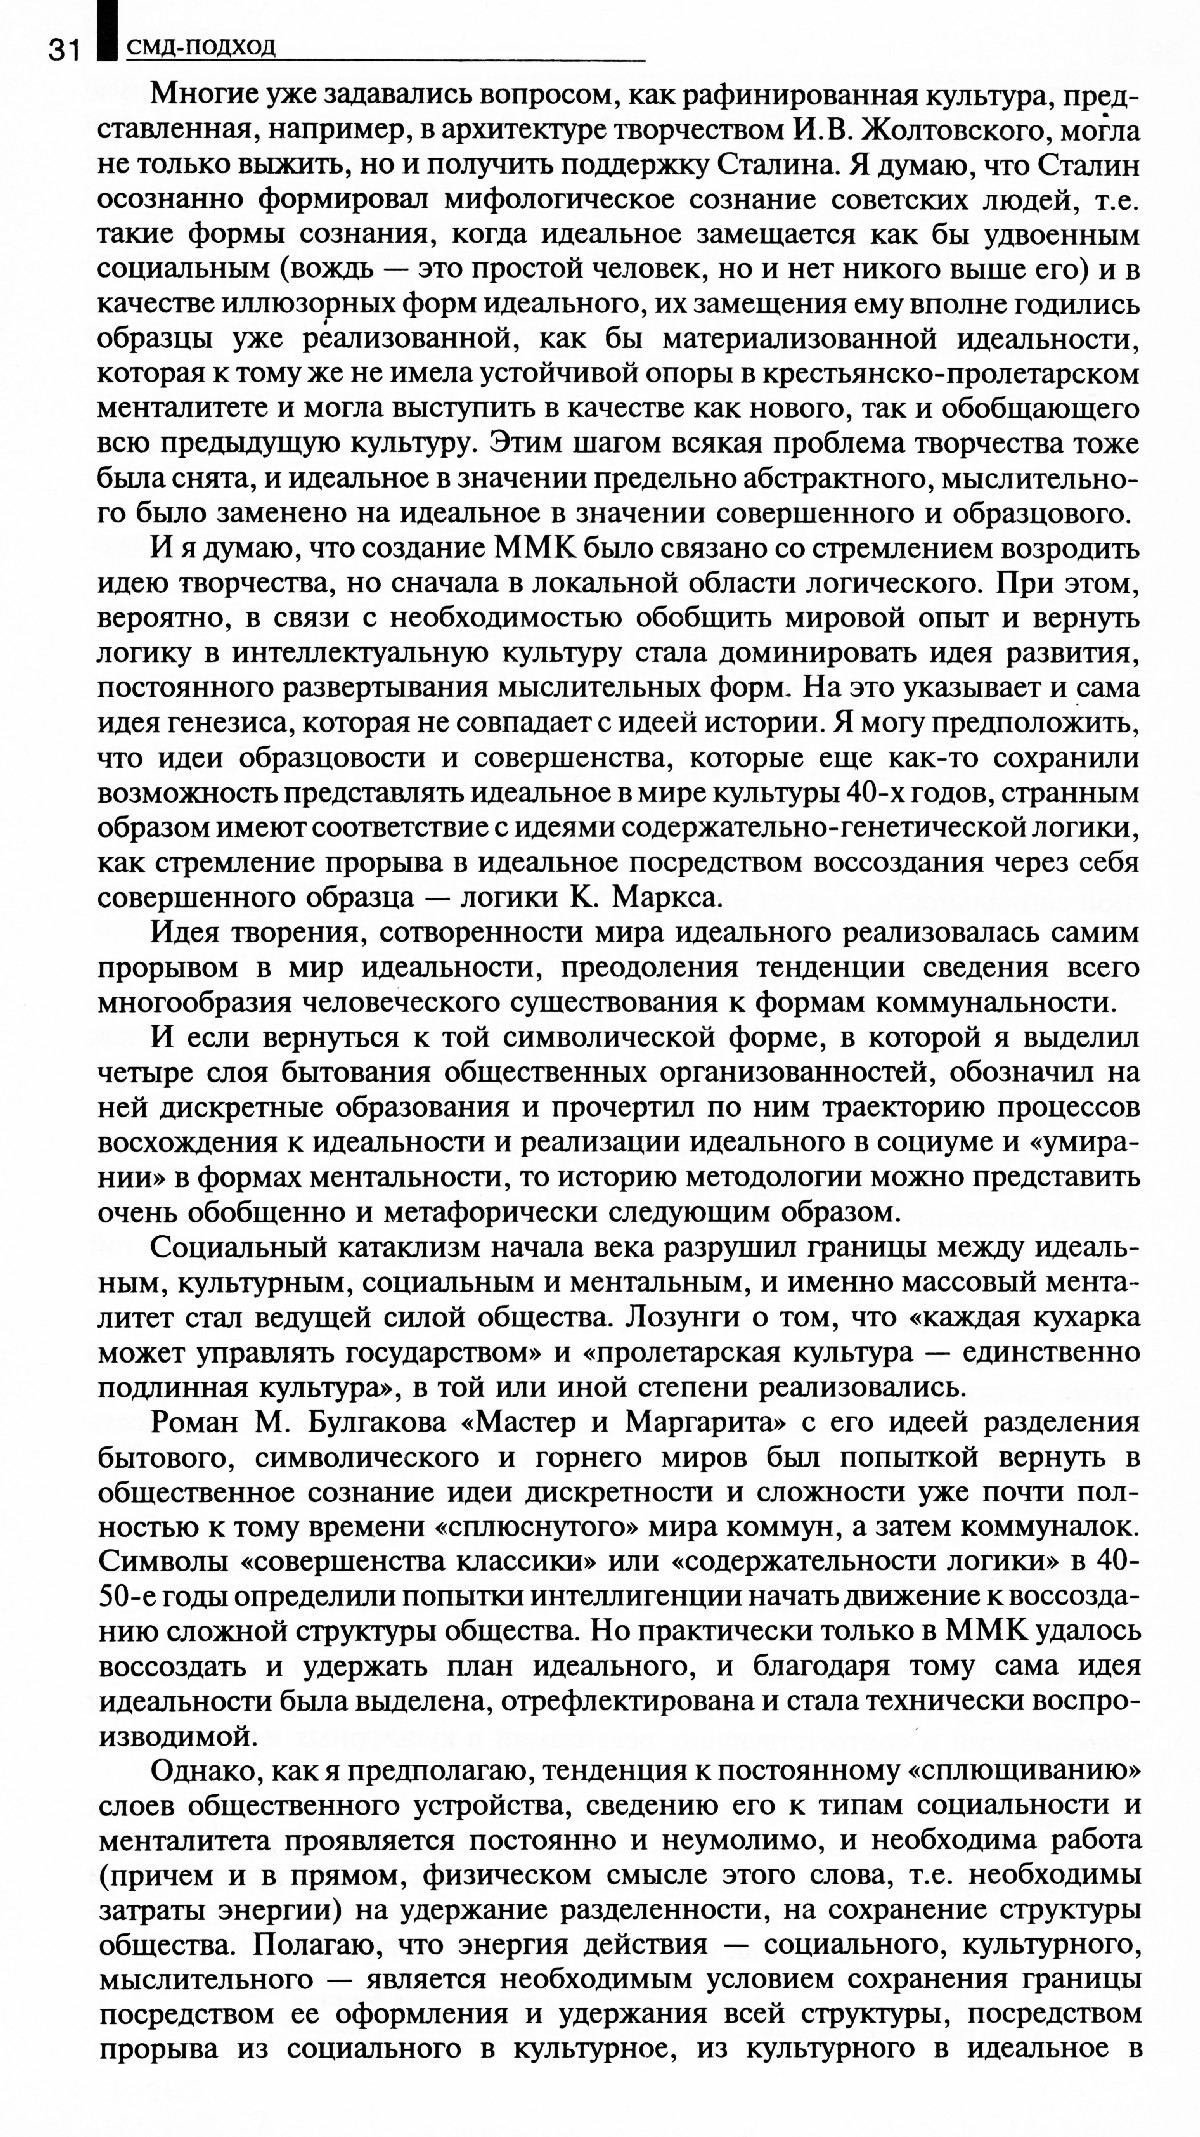 31 СМД-ПОДХОД
Многие уже задавались вопросом, как рафинированная культура, пред-
ставленная, например, в архитектуре творчеством И.В. Жолтовского, могла
не только выжить, но и получить поддержку Сталина. Я думаю, что Сталин
осознанно формировал мифологическое сознание советских людей, т.е.
такие формы сознания, когда идеальное замещается как бы удвоенным
социальным (вождь — это простой человек, но и нет никого выше его) и в
качестве иллюзорных форм идеального, их замещения ему вполне годились
образцы уже реализованной, как бы материализованной идеальности,
которая к тому же не имела устойчивой опоры в крестьянско-пролетарском
менталитете и могла выступить в качестве как нового, так и обобщающего
всю предыдущую культуру. Этим шагом всякая проблема творчества тоже
была снята, и идеальное в значении предельно абстрактного, мыслительно-
го было заменено на идеальное в значении совершенного и образцового.
И я думаю, что создание ММК было связано со стремлением возродить
идею творчества, но сначала в локальной области логического. При этом,
вероятно, в связи с необходимостью обобщить мировой опыт и вернуть
логику в интеллектуальную культуру стала доминировать идея развития,
постоянного развертывания мыслительных форм. На это указывает и сама
идея генезиса, которая не совпадает с идеей истории. Я могу предположить,
что идеи образцовости и совершенства, которые еще как-то сохранили
возможность представлять идеальное в мире культуры 40-х годов, странным
образом имеют соответствие с идеями содержательно-генетической логики,
как стремление прорыва в идеальное посредством воссоздания через себя
совершенного образца — логики К. Маркса.
Идея творения, сотворенности мира идеального реализовалась самим
прорывом в мир идеальности, преодоления тенденции сведения всего
многообразия человеческого существования к формам коммунальности.
И если вернуться к той символической форме, в которой я выделил
четыре слоя бытования общественных организованностей, обозначил на
ней дискретные образования и прочертил по ним траекторию процессов
восхождения к идеальности и реализации идеального в социуме и «умира-
нии» в формах ментальности, то историю методологии можно представить
очень обобщенно и метафорически следующим образом.
Социальный катаклизм начала века разрушил границы между идеаль-
ным, культурным, социальным и ментальным, и именно массовый мента-
литет стал ведущей силой общества. Лозунги о том, что «каждая кухарка
может управлять государством» и «пролетарская культура — единственно
подлинная культура», в той или иной степени реализовались.
Роман М. Булгакова «Мастер и Маргарита» с его идеей разделения
бытового, символического и горнего миров был попыткой вернуть в
общественное сознание идеи дискретности и сложности уже почти пол-
ностью к тому времени «сплюснутого» мира коммун, а затем коммуналок.
Символы «совершенства классики» или «содержательности логики» в 40-
50-е годы определили попытки интеллигенции начать движение к воссозда-
нию сложной структуры общества. Но практически только в ММК удалось
воссоздать и удержать план идеального, и благодаря тому сама идея
идеальности была выделена, отрефлектирована и стала технически воспро-
изводимой.
Однако, как я предполагаю, тенденция к постоянному «сплющиванию»
слоев общественного устройства, сведению его к типам социальности и
менталитета проявляется постоянно и неумолимо, и необходима работа
(причем и в прямом, физическом смысле этого слова, т.е. необходимы
затраты энергии) на удержание разделенности, на сохранение структуры
общества. Полагаю, что энергия действия — социального, культурного,
мыслительного — является необходимым условием сохранения границы
посредством ее оформления и удержания всей структуры, посредством
прорыва из социального в культурное, из культурного в идеальное в